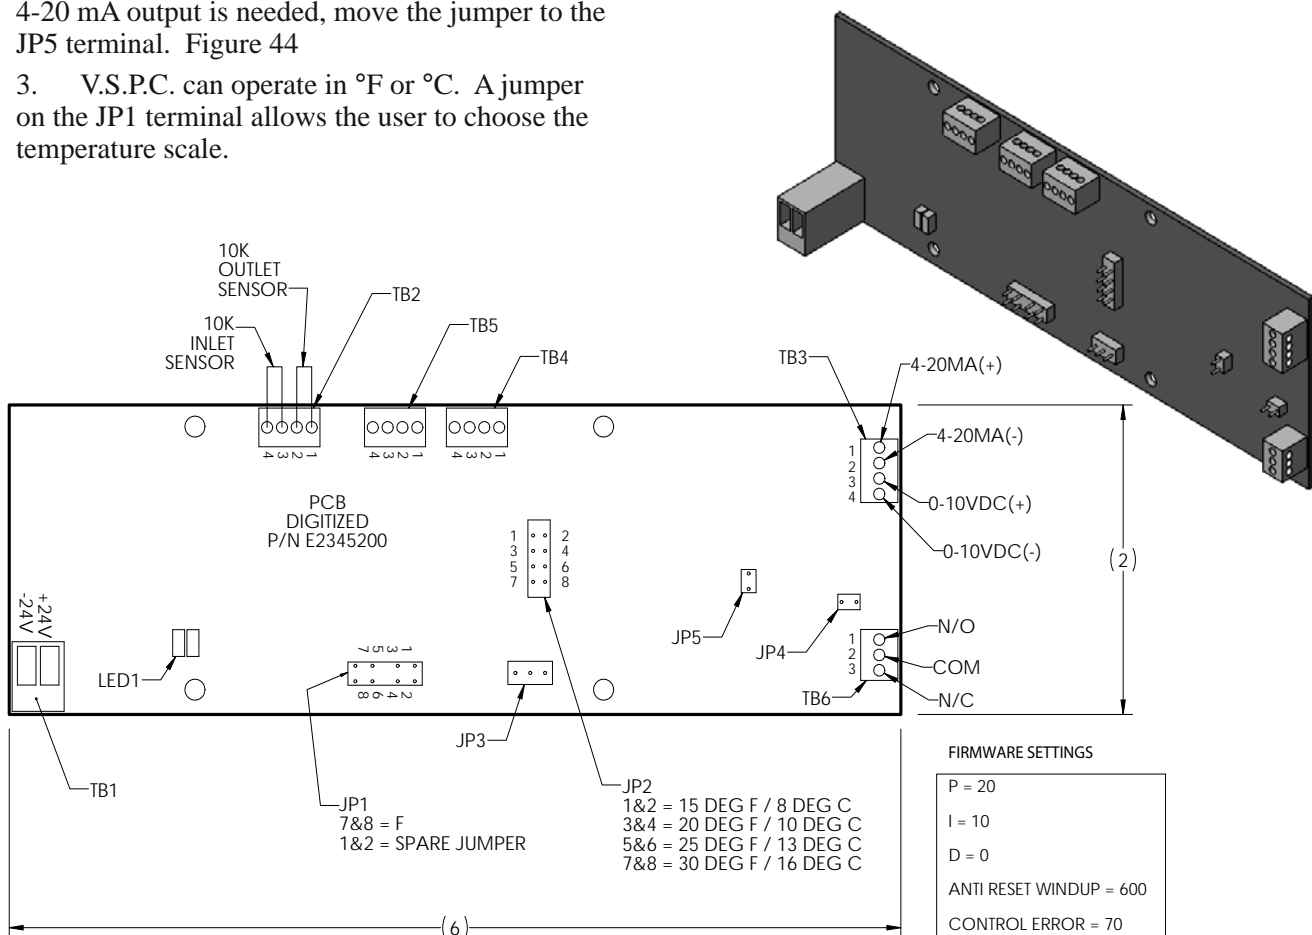 4-20 mA output is needed, move the jumper to the
JP5 terminal. Figure 44
3. V.S.P.C. can operate in °F or °C. A jumper
on the JP1 terminal allows the user to choose the
temperature scale.
10K
OUTLET
SENSOR
10K
INLET
SENSOR
TB2
TB5
TB4
TB3
4-20MA(+)
4-20MA(-)
0-10VDC(+)
0-10VDC(-)
4 3 2 1
4 3 2 1
4 3 2 1
1
2
3
4
PCB
DIGITIZED
P/N E2345200
1 2
3 4
5 6
7 8
(2)
-24V
+24V
LED1
7 5 3 1
8 6 4 2
JP5
JP4
1
2
3
N/O
COM
N/C
TB6
JP3
TB1
JP1
7&8 = F
1&2 = SPARE JUMPER
JP2
1&2 = 15 DEG F / 8 DEG C
3&4 = 20 DEG F / 10 DEG C
5&6 = 25 DEG F / 13 DEG C
7&8 = 30 DEG F / 16 DEG C
FIRMWARE SETTINGS
P = 20
I = 10
D = 0
ANTI RESET WINDUP = 600
CONTROL ERROR = 70
(6)